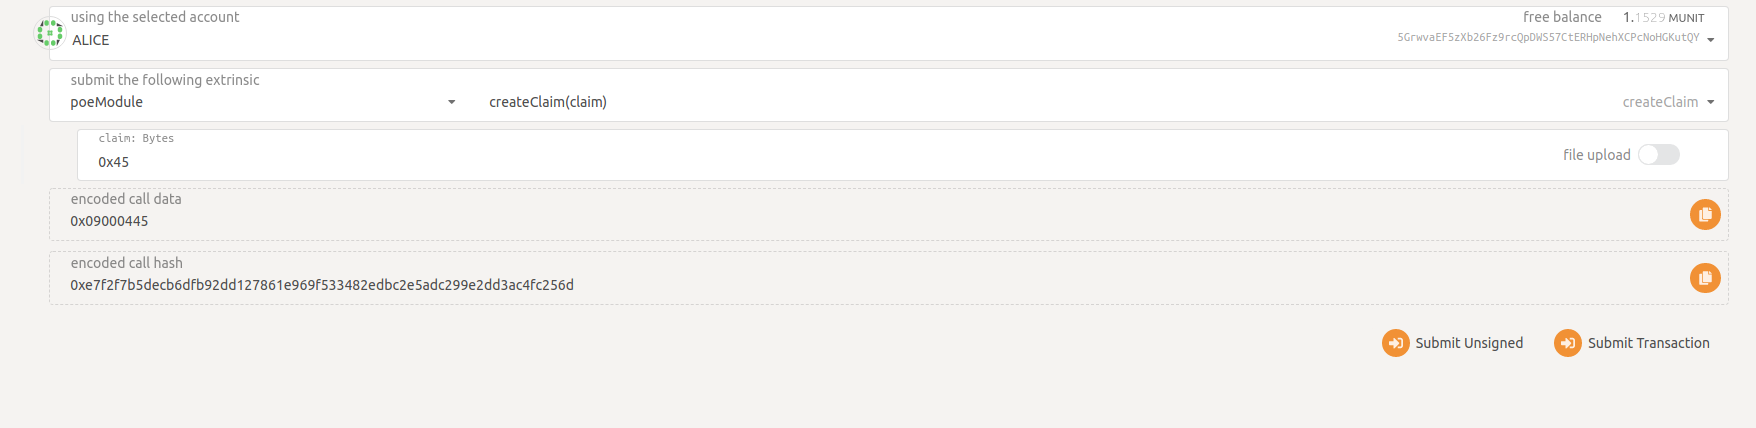 using the selected account
free balance 1.1529 MUNIT
ALICE
5GrwvaEF5zXb26Fz9rcQpDWS57CtERHpNehXCPcNoHGKutQY
submit the following extrinsic
poeModule createClaim(claim) createClaim
claim: Bytes
0x45
file upload
encoded call data
0x09000445
encoded call hash
0xe7f2f7b5decb6dfb92dd127861e969f533482edbc2e5adc299e2dd3ac4fc256d
Submit Unsigned Submit Transaction